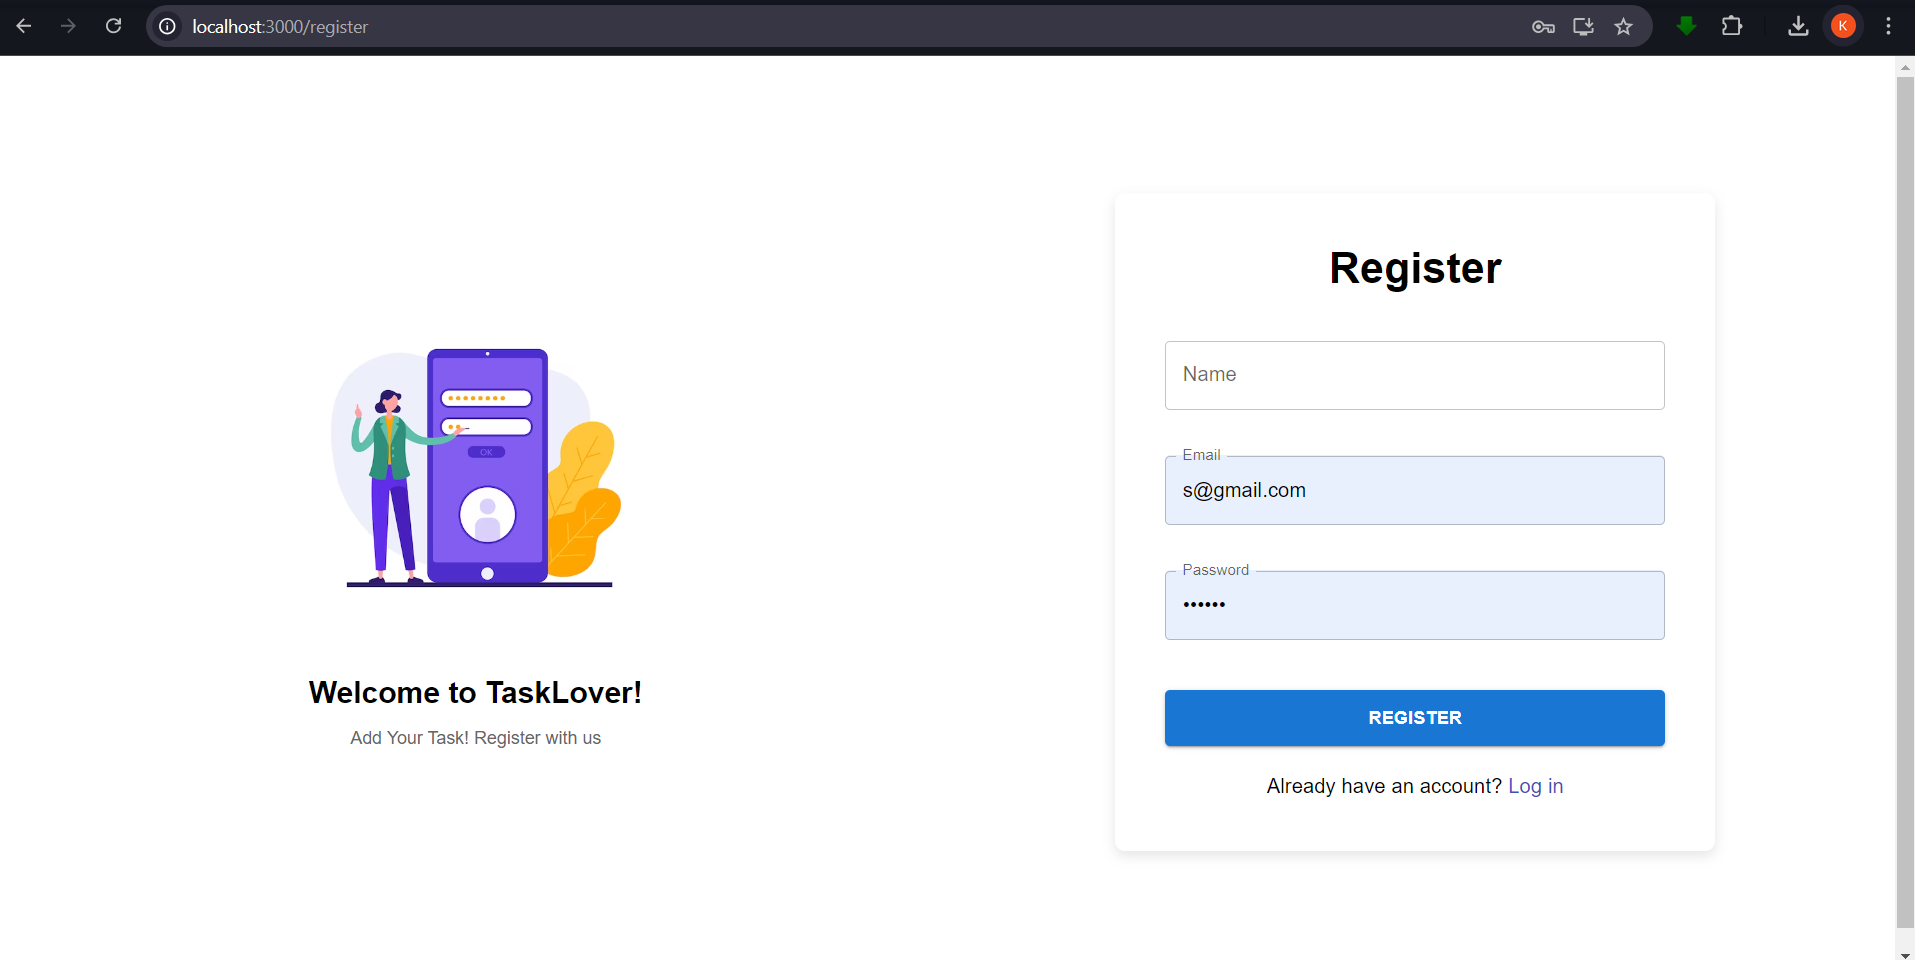 localhost:3000/register
K
Register
Name
Email
s@gmail.com
Password
••••••
REGISTER
Already have an account? Log in
OK
Welcome to TaskLover!
Add Your Task! Register with us